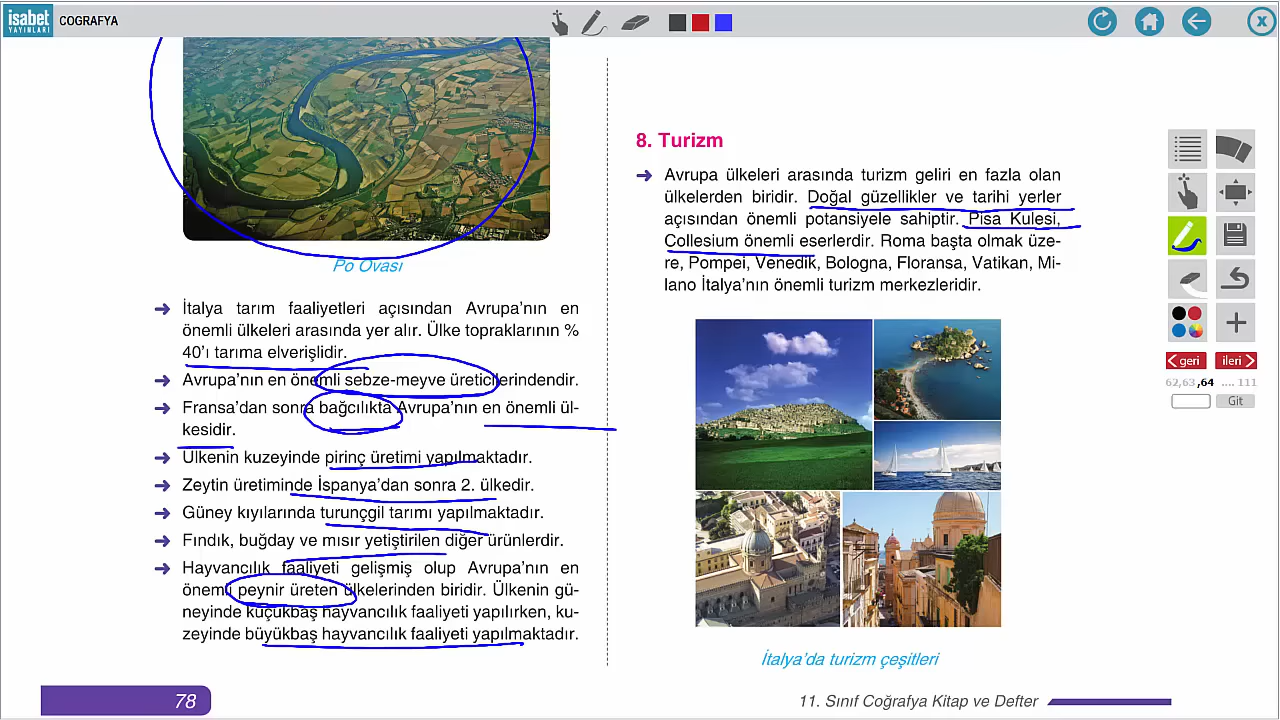 isabet
YAYINLARI
COGRAFYA
Po Ovası
İtalya tarım faaliyetleri açısından Avrupa'nın en
önemli ülkeleri arasında yer alır. Ülke topraklarının %
40'ı tarıma elverişlidir.
Avrupa'nın en önemli sebze-meyve üreticilerindendir.
Fransa'dan sonra bağcılıkta Avrupa'nın en önemli ül-
kesidir.
Ülkenin kuzeyinde pirinç üretimi yapılmaktadır.
Zeytin üretiminde İspanya'dan sonra 2. ülkedir.
Güney kıyılarında turunçgil tarımı yapılmaktadır.
Fındık, buğday ve mısır yetiştirilen diğer ürünlerdir.
Hayvancılık faaliyeti gelişmiş olup Avrupa'nın en
önemli peynir üreten ülkelerinden biridir. Ülkenin gü-
neyinde küçükbaş hayvancılık faaliyeti yapılırken, ku-
zeyinde büyükbaş hayvancılık faaliyeti yapılmaktadır.
78
8. Turizm
Avrupa ülkeleri arasında turizm geliri en fazla olan
ülkelerden biridir. Doğal güzellikler ve tarihi yerler
açısından önemli potansiyele sahiptir. Pisa Kulesi,
Collesium önemli eserlerdir. Roma başta olmak üze-
re, Pompei, Venedik, Bologna, Floransa, Vatikan, Mi-
lano İtalya'nın önemli turizm merkezleridir.
İtalya'da turizm çeşitleri
11. Sınıf Coğrafya Kitap ve Defter
geri
ileri
62,63,64 .... 111
Git